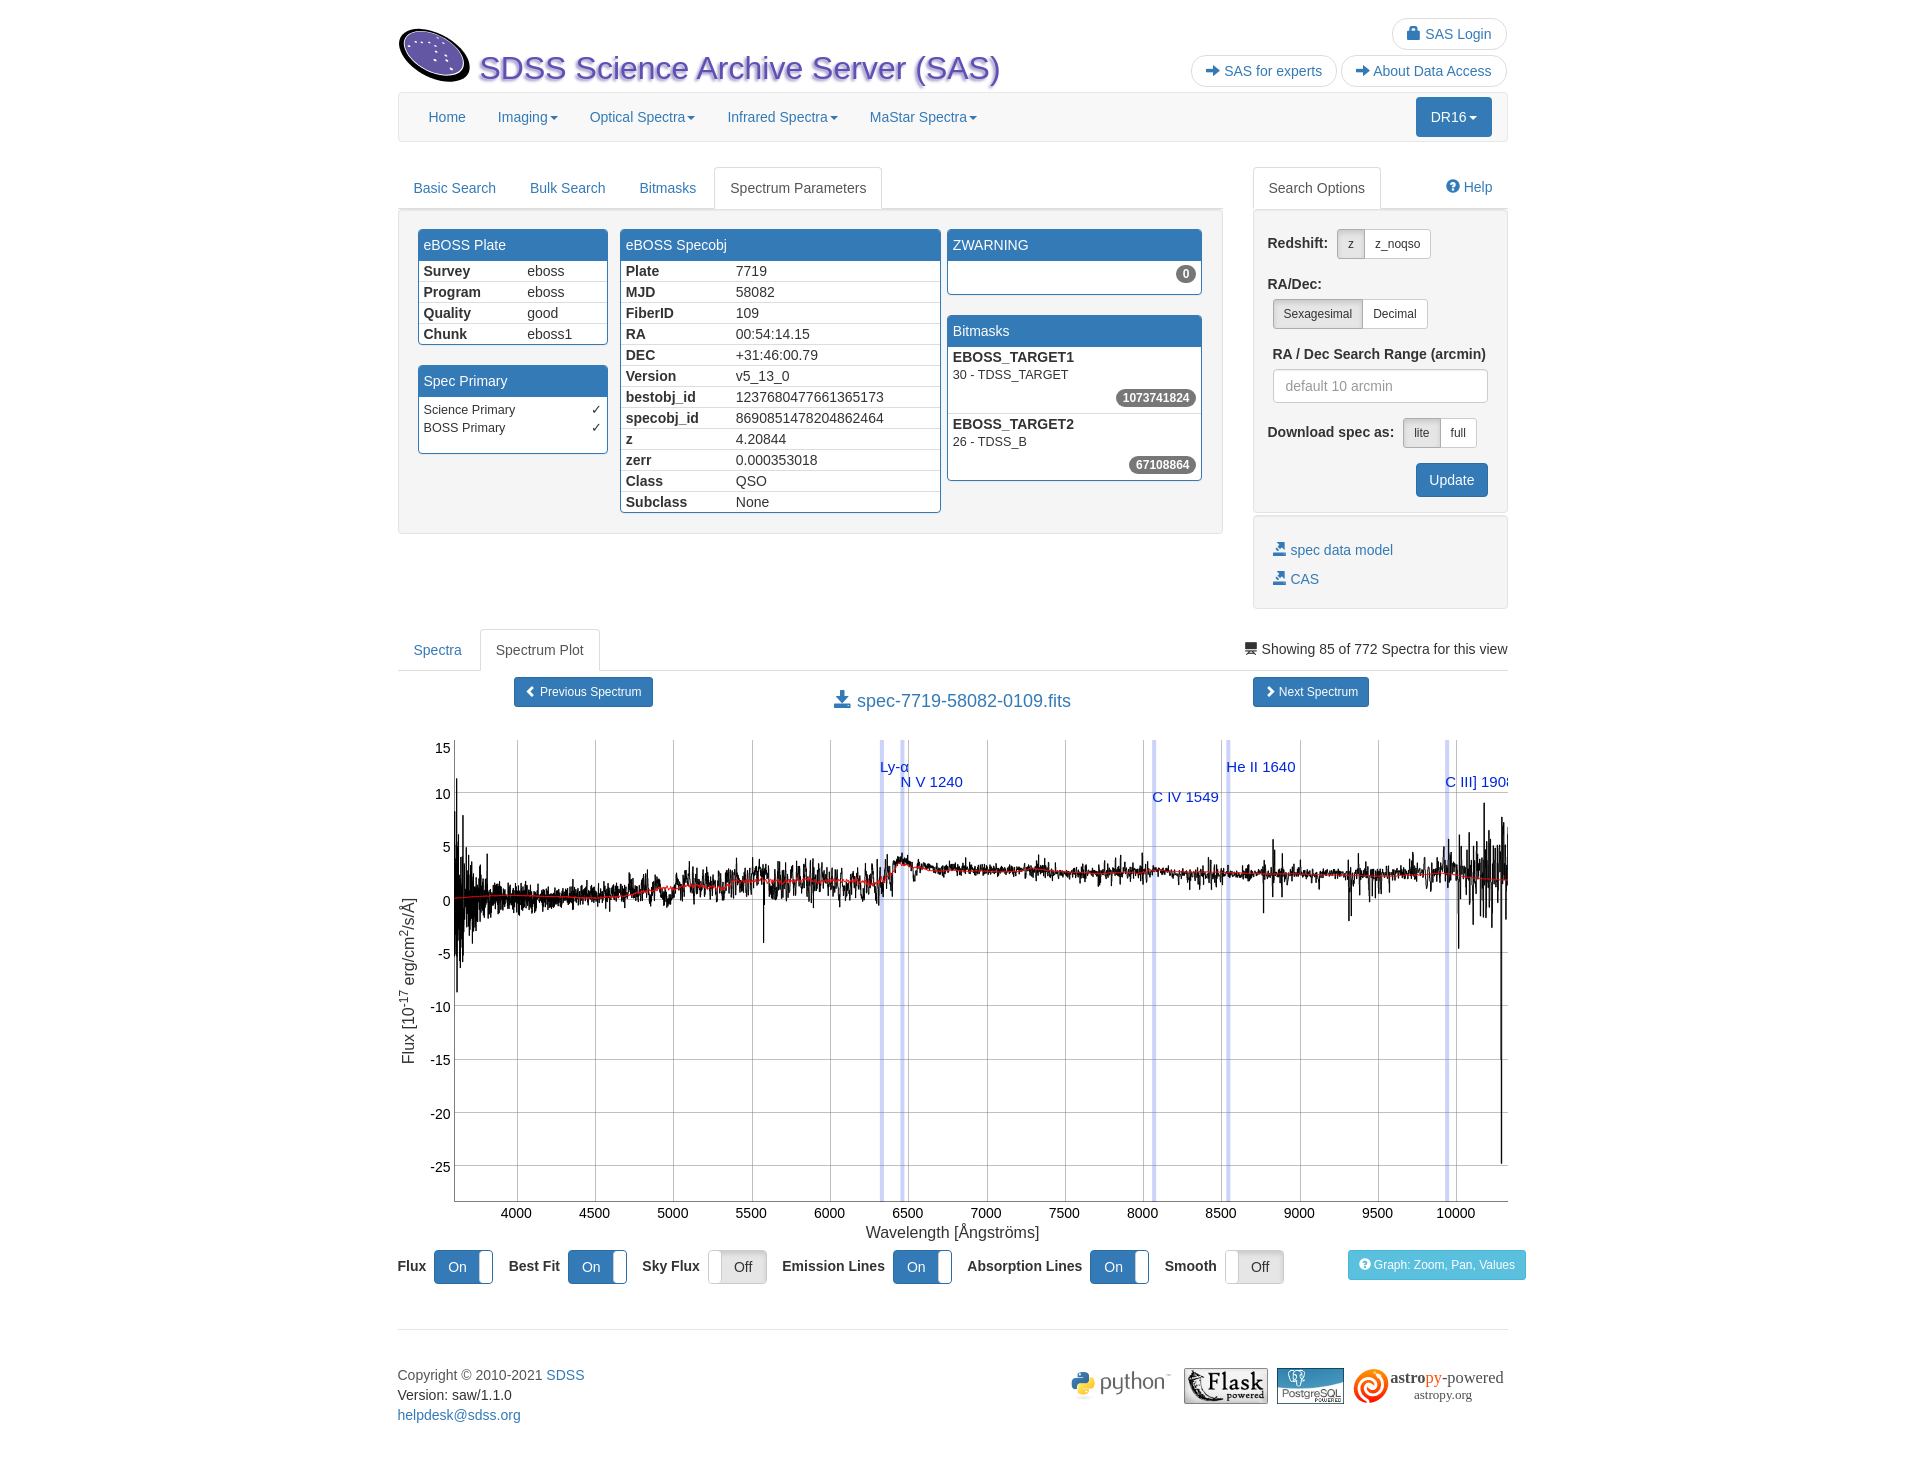 SAS Login
SDSS Science Archive Server (SAS)
SAS for experts
About Data Access
Home Imaging Optical Spectra Infrared Spectra MaStar Spectra DR16
Basic Search Bulk Search Bitmasks Spectrum Parameters
eBOSS Plate
Survey eboss
Program eboss
Quality good
Chunk eboss1
Spec Primary
Science Primary ✓
BOSS Primary ✓
eBOSS Specobj
Plate 7719
MJD 58082
FiberID 109
RA 00:54:14.15
DEC +31:46:00.79
Version v5_13_0
bestobj_id 1237680477661365173
specobj_id 8690851478204862464
z 4.20844
zerr 0.000353018
Class QSO
Subclass None
ZWARNING
0
Bitmasks
EBOSS_TARGET1
30 - TDSS_TARGET
1073741824
EBOSS_TARGET2
26 - TDSS_B
67108864
Search Options
Help
Redshift: z z_noqso
RA/Dec:
Sexagesimal Decimal
RA / Dec Search Range (arcmin)
default 10 arcmin
Download spec as: lite full
Update
spec data model
CAS
Spectra Spectrum Plot
Showing 85 of 772 Spectra for this view
Previous Spectrum
spec-7719-58082-0109.fits
Next Spectrum
Ly-α
N V 1240
C IV 1549
He II 1640
C III] 1908
15
10
5
0
-5
-10
-15
-20
-25
Flux [10-17 erg/cm2/s/Å]
4000 4500 5000 5500 6000 6500 7000 7500 8000 8500 9000 9500 10000
Wavelength [Ångströms]
Flux On Best Fit On Sky Flux Off Emission Lines On Absorption Lines On Smooth Off
Graph: Zoom, Pan, Values
Copyright © 2010-2021 SDSS
Version: saw/1.1.0
helpdesk@sdss.org
python
Flask
powered
PostgreSQL
POWERED
astropy-powered
astropy.org